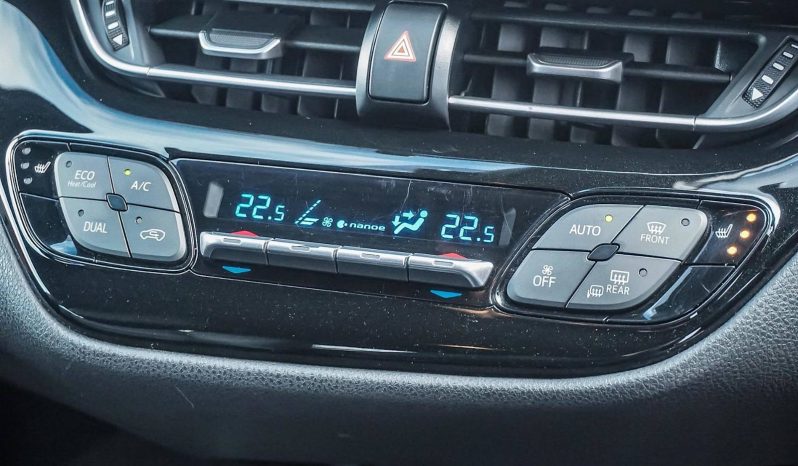 ECO
Heat/Cool
A/C
DUAL
22.5
nanoe
22.5
AUTO
FRONT
OFF
REAR